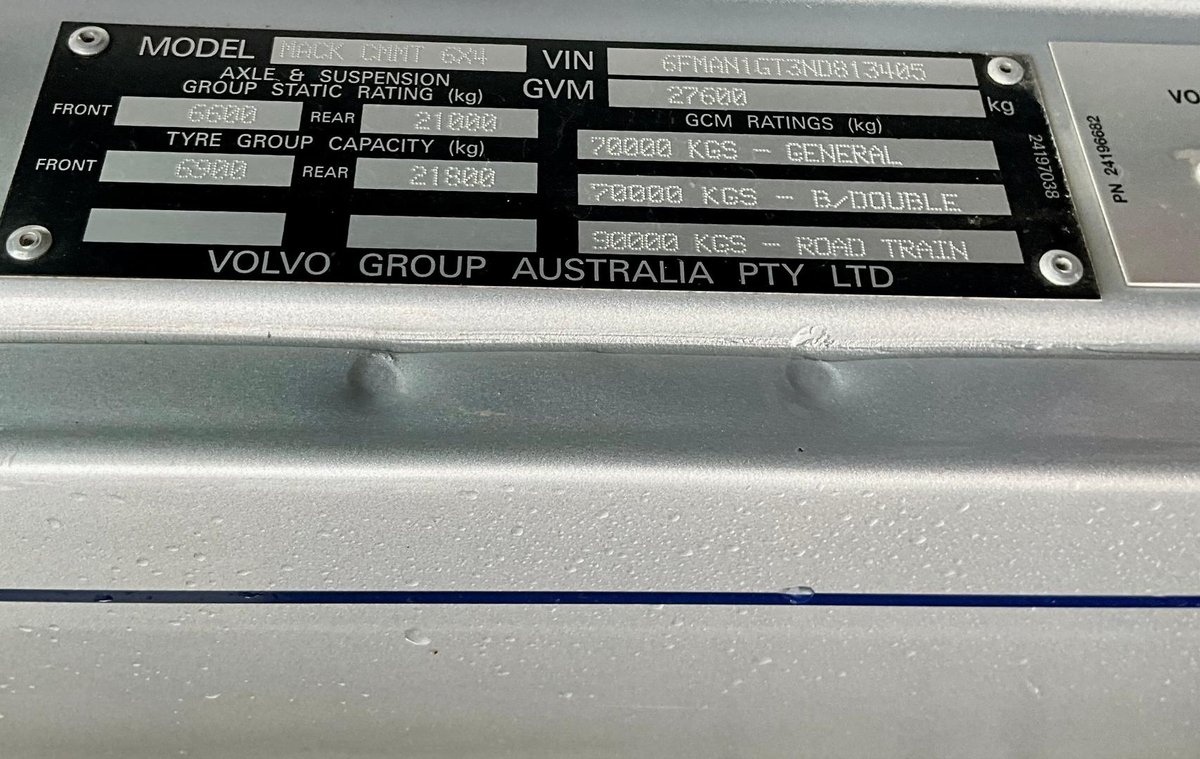 MODEL MACK CMMT 6X4
VIN 6FMAN1GT3ND813405
AXLE & SUSPENSION
GROUP STATIC RATING (kg)
GVM 27600 kg
FRONT 6600 REAR 21000
GCM RATINGS (kg)
TYRE GROUP CAPACITY (kg)
70000 KGS - GENERAL
FRONT 6900 REAR 21800
70000 KGS - B/DOUBLE
90000 KGS - ROAD TRAIN
VOLVO GROUP AUSTRALIA PTY LTD
24197038
PN 24196682
VO